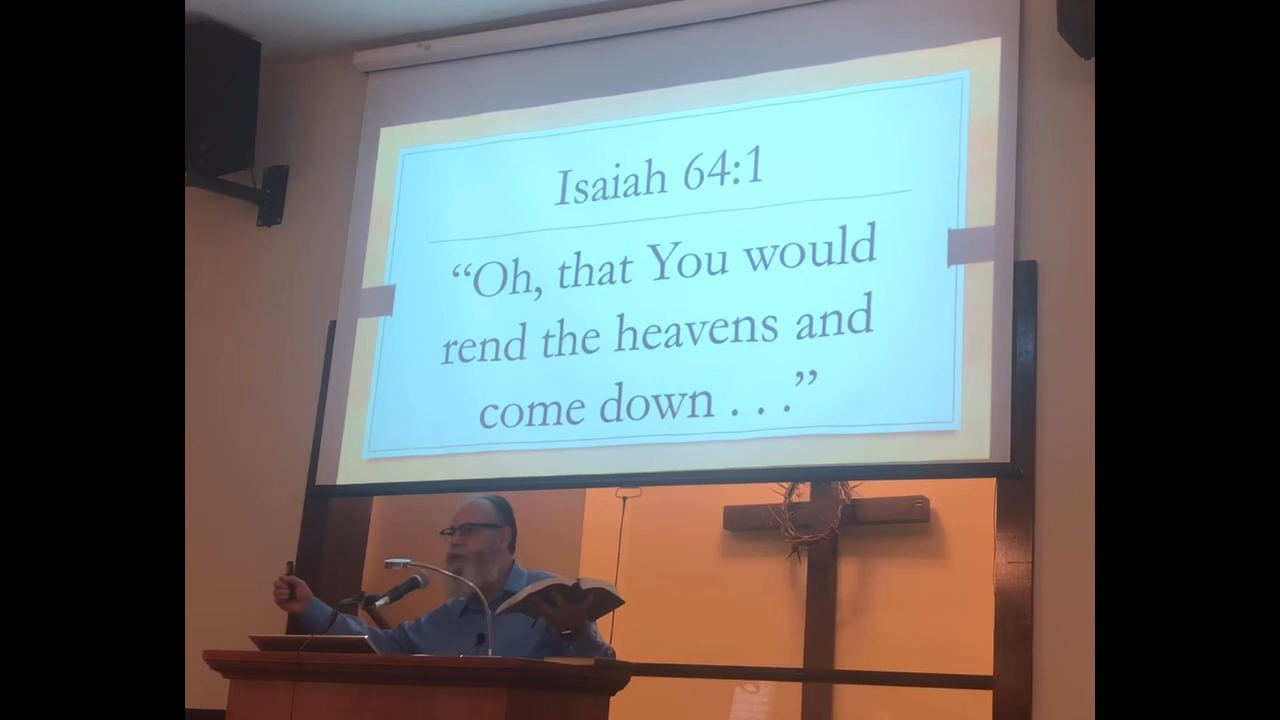 Isaiah 64:1
“Oh, that You would
rend the heavens and
come down . . .”